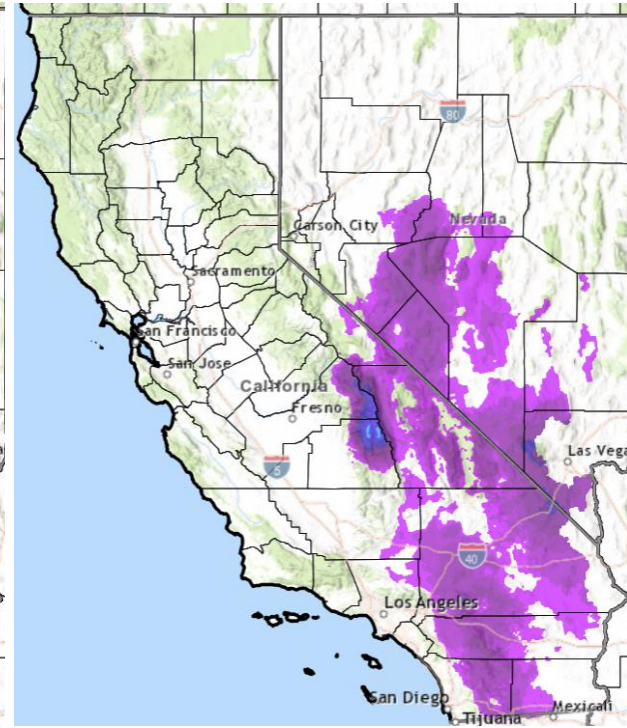 80
Carson City
Nevada
Sacramento
San Francisco
San Jose
California
Fresno
5
Las Vega
40
Los Angeles
San Diego
Mexicali
Tijuana